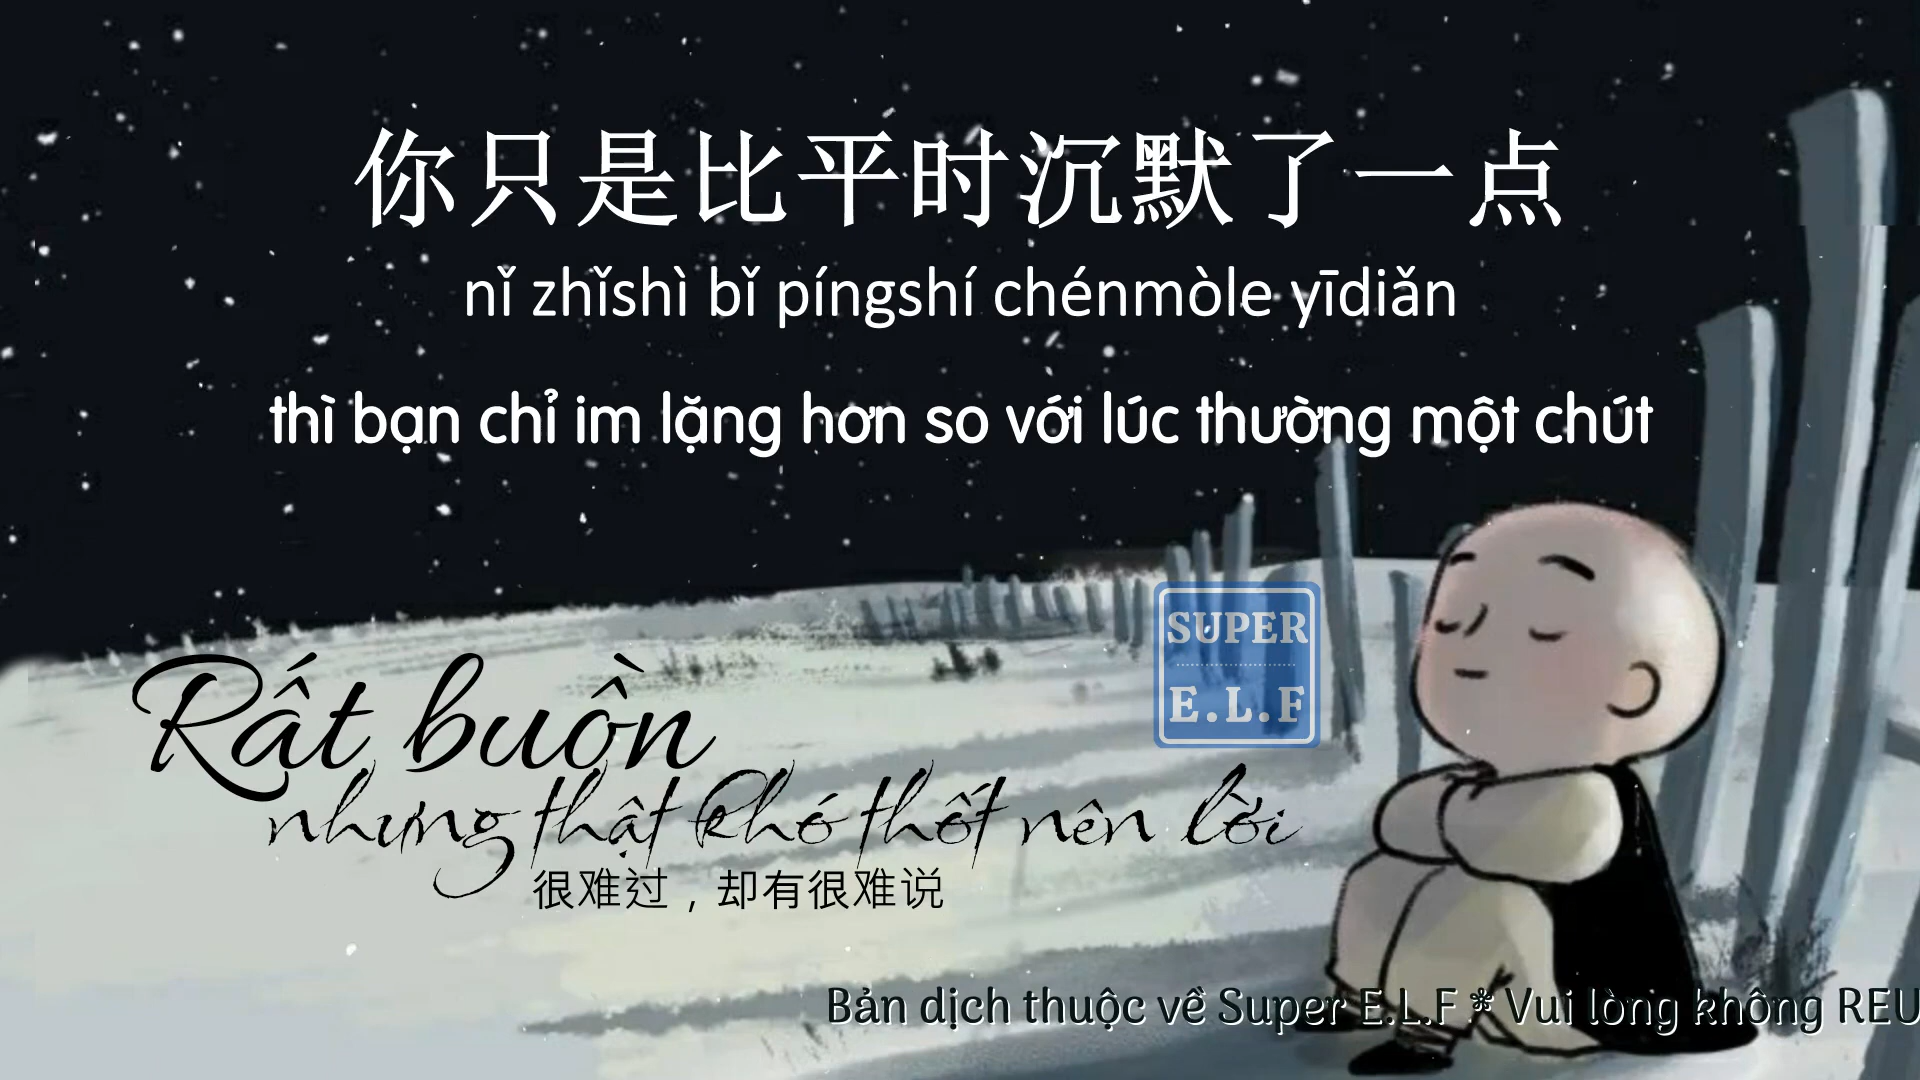 你只是比平时沉默了一点
nǐ zhǐshì bǐ píngshí chénmòle yīdiǎn
thì bạn chỉ im lặng hơn so với lúc thường một chút
SUPER
E.L.F
Rất buồn
nhưng thật khó thốt nên lời
很难过，却有很难说
Bản dịch thuộc về Super E.L.F * Vui lòng không REU